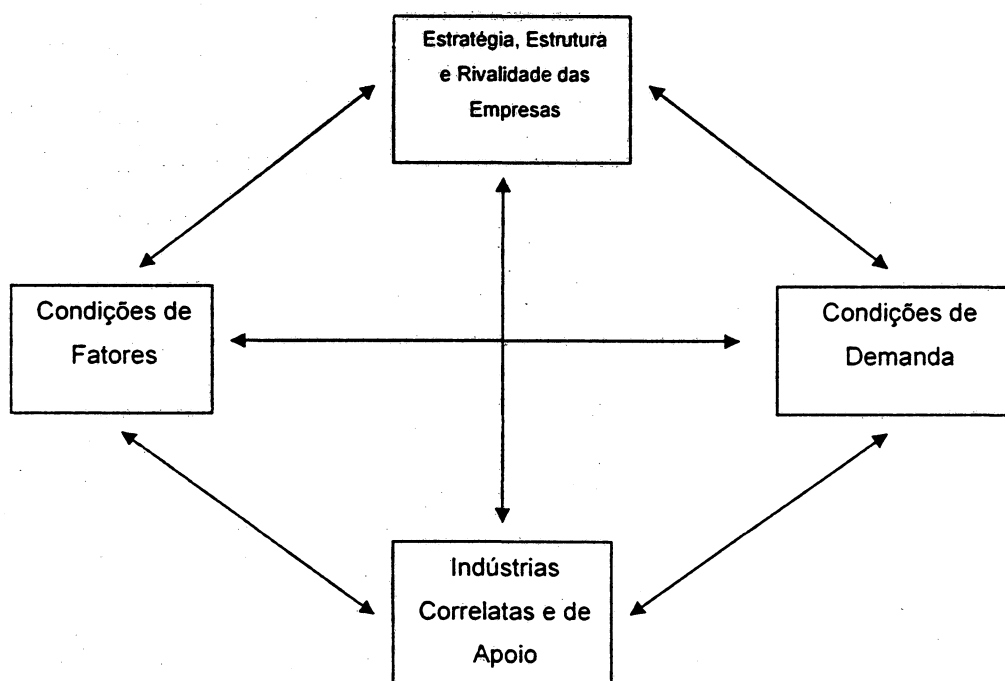 Estratégia, Estrutura
e Rivalidade das
Empresas
Condições de
Fatores
Condições de
Demanda
Indústrias
Correlatas e de
Apoio